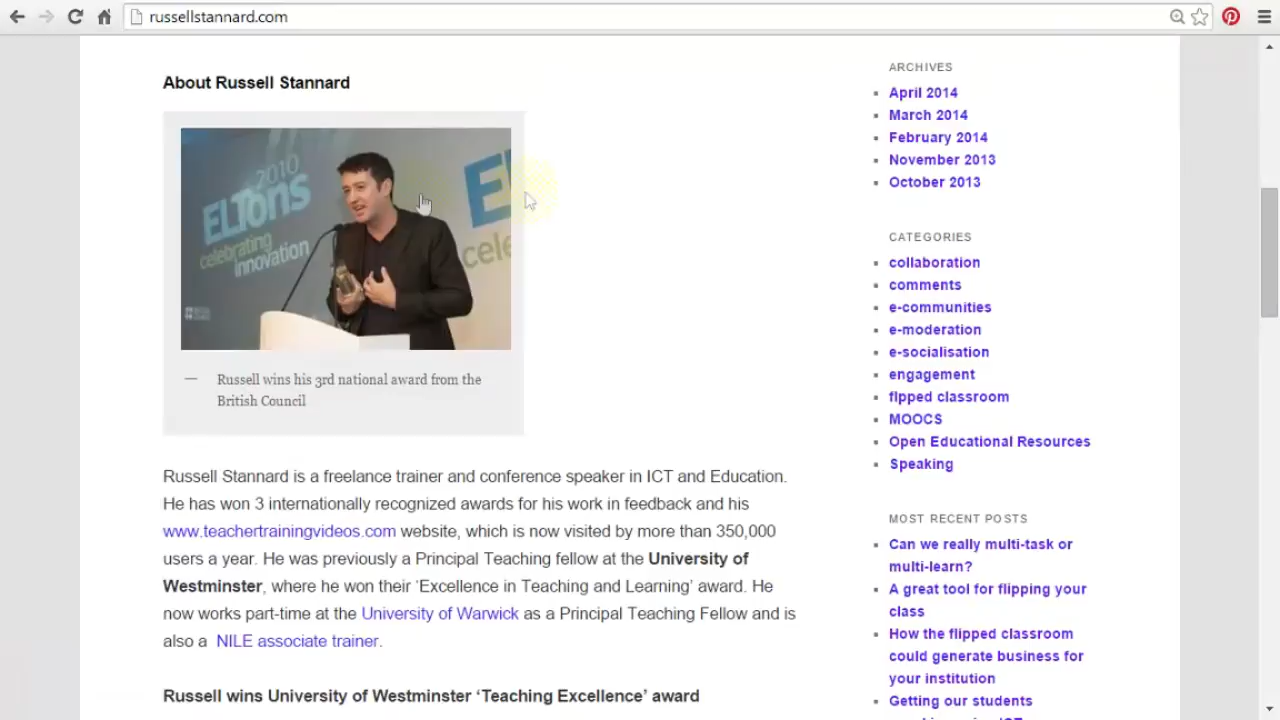 russellstannard.com
About Russell Stannard
2010
ELTons
celebrating
innovation
E
cele
Russell wins his 3rd national award from the
British Council
Russell Stannard is a freelance trainer and conference speaker in ICT and Education.
He has won 3 internationally recognized awards for his work in feedback and his
www.teachertrainingvideos.com website, which is now visited by more than 350,000
users a year. He was previously a Principal Teaching fellow at the University of
Westminster, where he won their ‘Excellence in Teaching and Learning’ award. He
now works part-time at the University of Warwick as a Principal Teaching Fellow and is
also a NILE associate trainer.
Russell wins University of Westminster ‘Teaching Excellence’ award
ARCHIVES
April 2014
March 2014
February 2014
November 2013
October 2013
CATEGORIES
collaboration
comments
e-communities
e-moderation
e-socialisation
engagement
flpped classroom
MOOCS
Open Educational Resources
Speaking
MOST RECENT POSTS
Can we really multi-task or
multi-learn?
A great tool for flipping your
class
How the flipped classroom
could generate business for
your institution
Getting our students